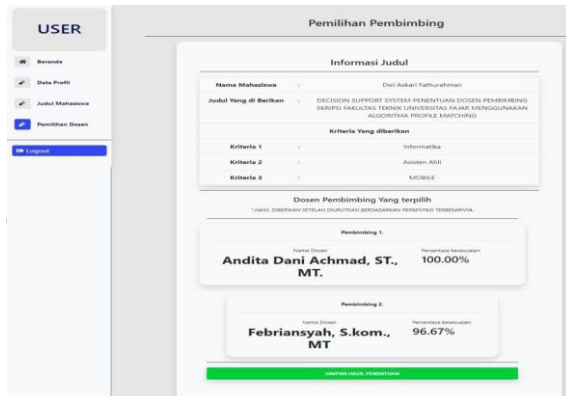 USER
Beranda
Data Profil
Judul Mahasiswa
Pemilihan Dosen
Logout
Pemilihan Pembimbing
Informasi Judul
Nama Mahasiswa : Dwi Askari Fathurahman
Judul Yang di Berikan : DECISION SUPPORT SYSTEM PENENTUAN DOSEN PEMBIMBING
SKRIPSI FAKULTAS TEKNIK UNIVERSITAS FAJAR MENGGUNAKAN
ALGORITMA PROFILE MATCHING
Kriteria Yang diberikan
Kriteria 1 : Informatika
Kriteria 2 : Asisten Ahli
Kriteria 3 : MOBILE
Dosen Pembimbing Yang terpilih
*.HASIL DIBERIKAN SETELAH DIURUTKAN BERDASARKAN PERSENTASI TERBESARNYA.
Pembimbing 1.
Nama Dosen
Persentase kesesuaian
Andita Dani Achmad, ST.,
MT.
100.00%
Pembimbing 2.
Nama Dosen
Persentase Kesesuaian
Febriansyah, S.kom.,
MT
96.67%
SIMPAN HASIL PENENTUAN